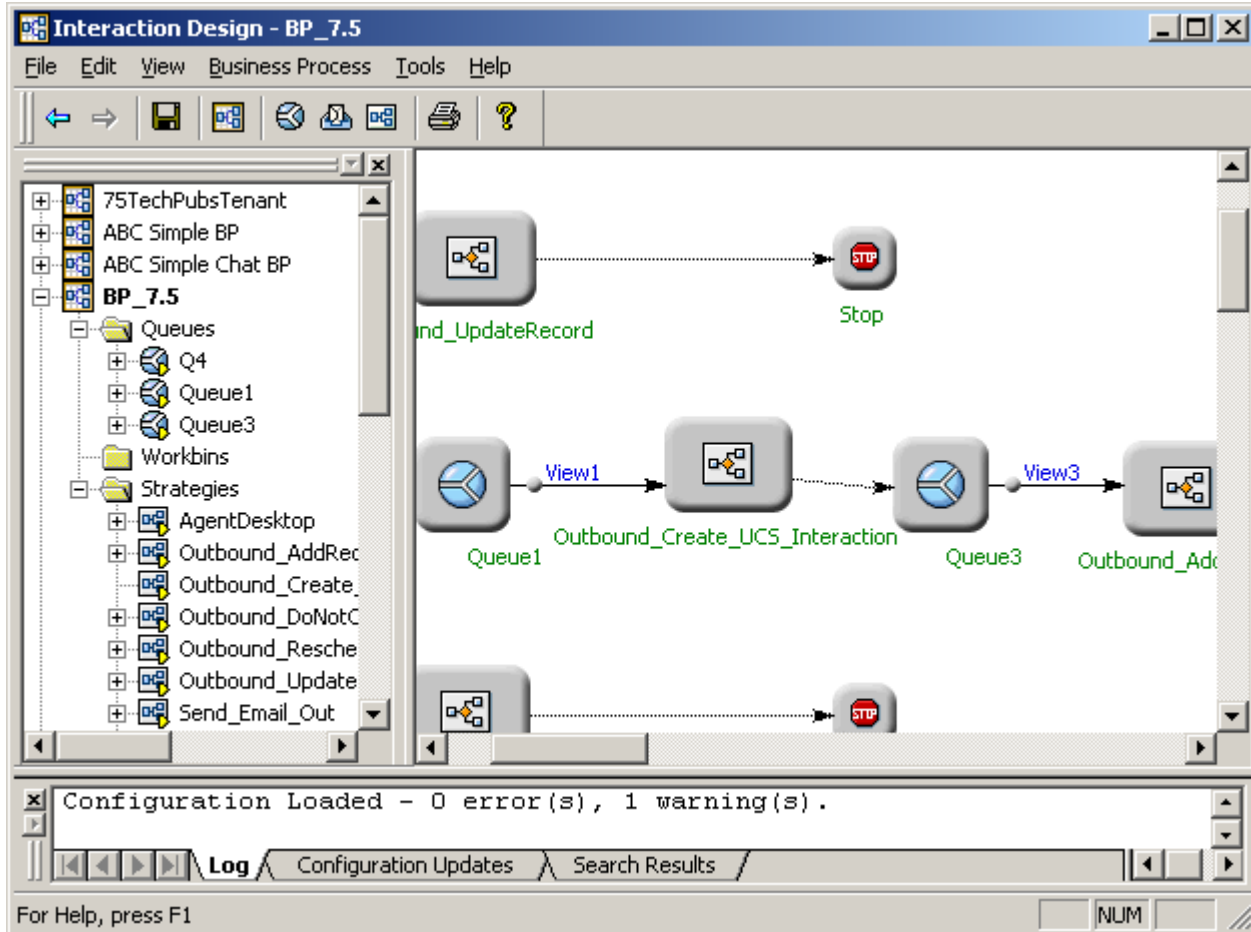 Interaction Design - BP_7.5
File Edit View Business Process Tools Help
75TechPubsTenant
ABC Simple BP
ABC Simple Chat BP
BP_7.5
Queues
Q4
Queue1
Queue3
Workbins
Strategies
AgentDesktop
Outbound_AddRec
Outbound_Create_
Outbound_DoNotC
Outbound_Resche
Outbound_Update
Send_Email_Out
STOP
und_UpdateRecord
Stop
View1
View3
Queue1
Outbound_Create_UCS_Interaction
Queue3
Outbound_Add
STOP
Configuration Loaded - 0 error(s), 1 warning(s).
Log Configuration Updates Search Results
For Help, press F1
NUM